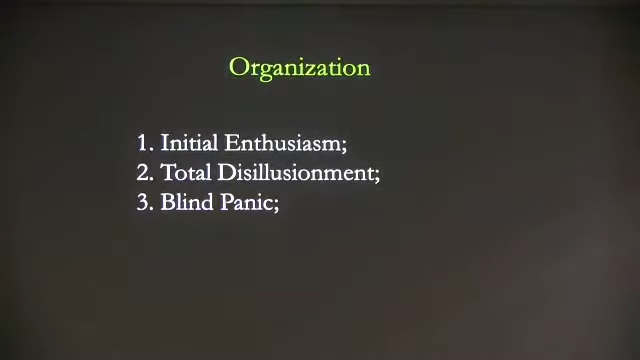 Organization
1. Initial Enthusiasm;
2. Total Disillusionment;
3. Blind Panic;